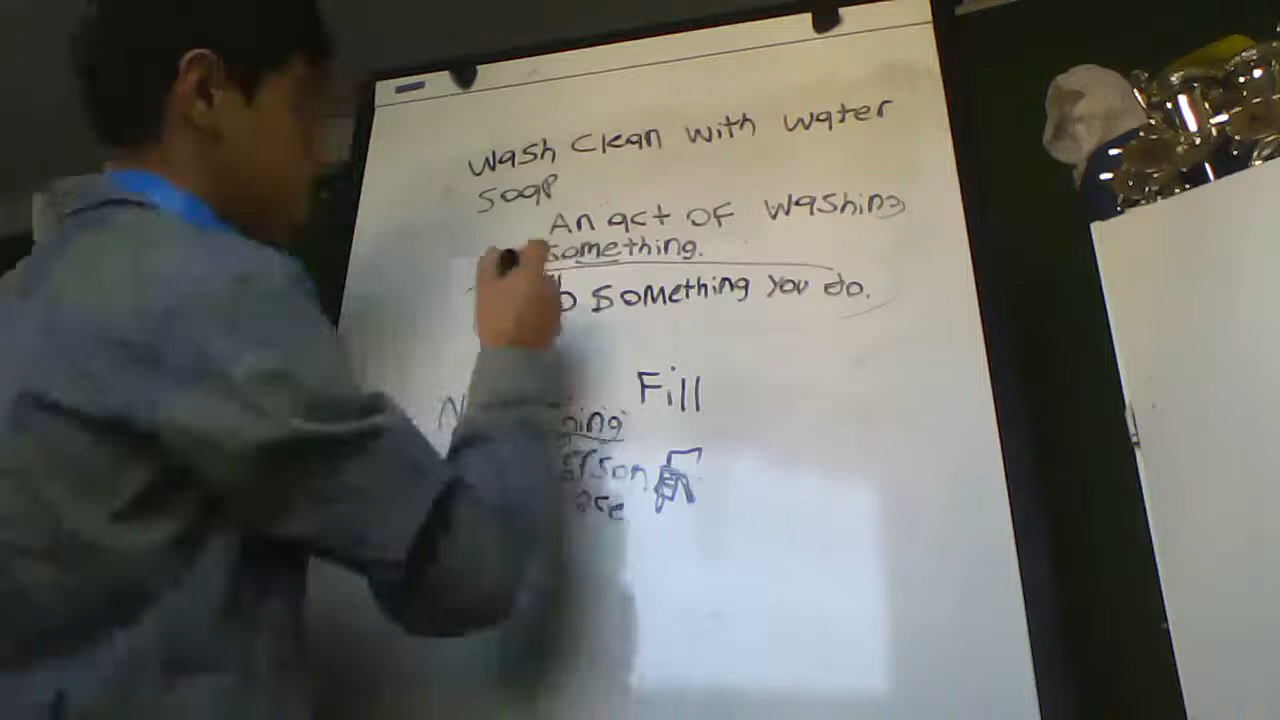 wash clean with water
soap
An act of washing
something.
something you do.
Fill